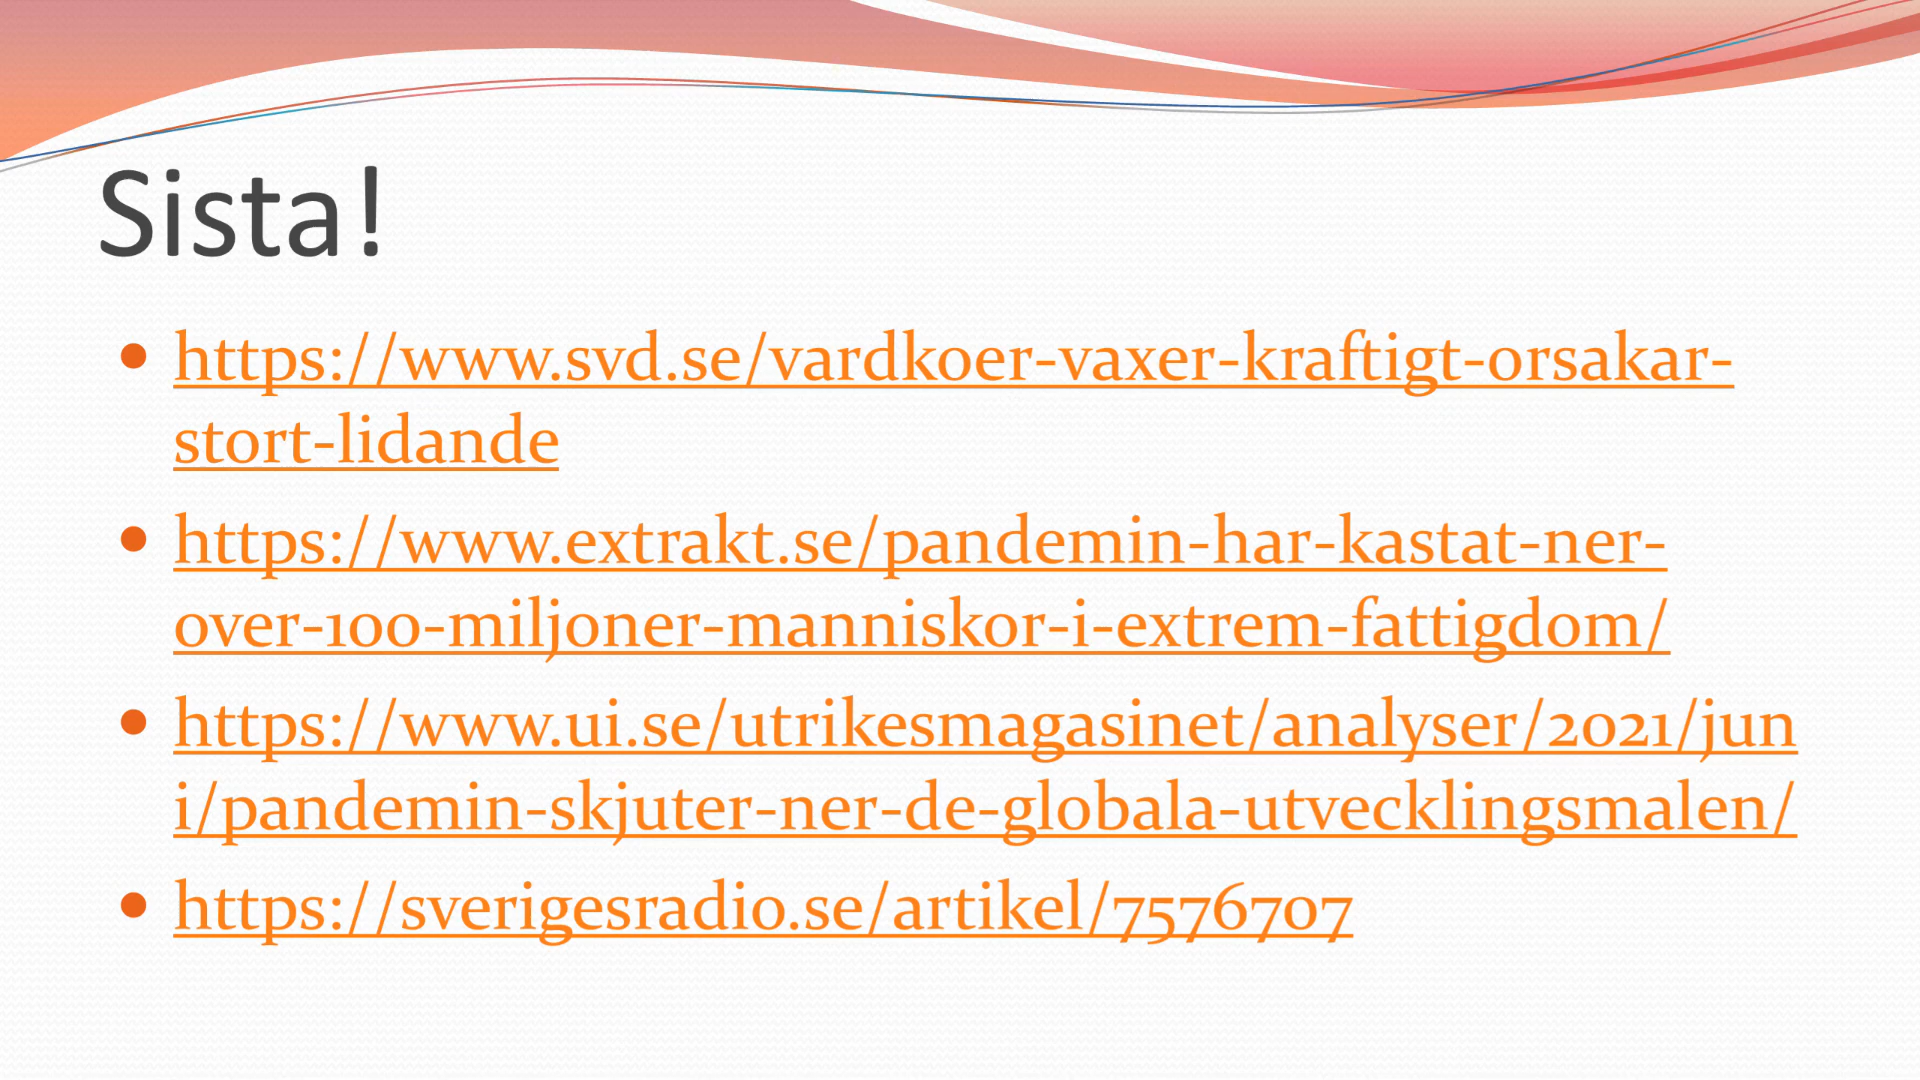 Sista!
https://www.svd.se/vardkoer-vaxer-kraftigt-orsakar-
stort-lidande
https://www.extrakt.se/pandemin-har-kastat-ner-
over-100-miljoner-manniskor-i-extrem-fattigdom/
https://www.ui.se/utrikesmagasinet/analyser/2021/jun
i/pandemin-skjuter-ner-de-globala-utvecklingsmalen/
https://sverigesradio.se/artikel/7576707